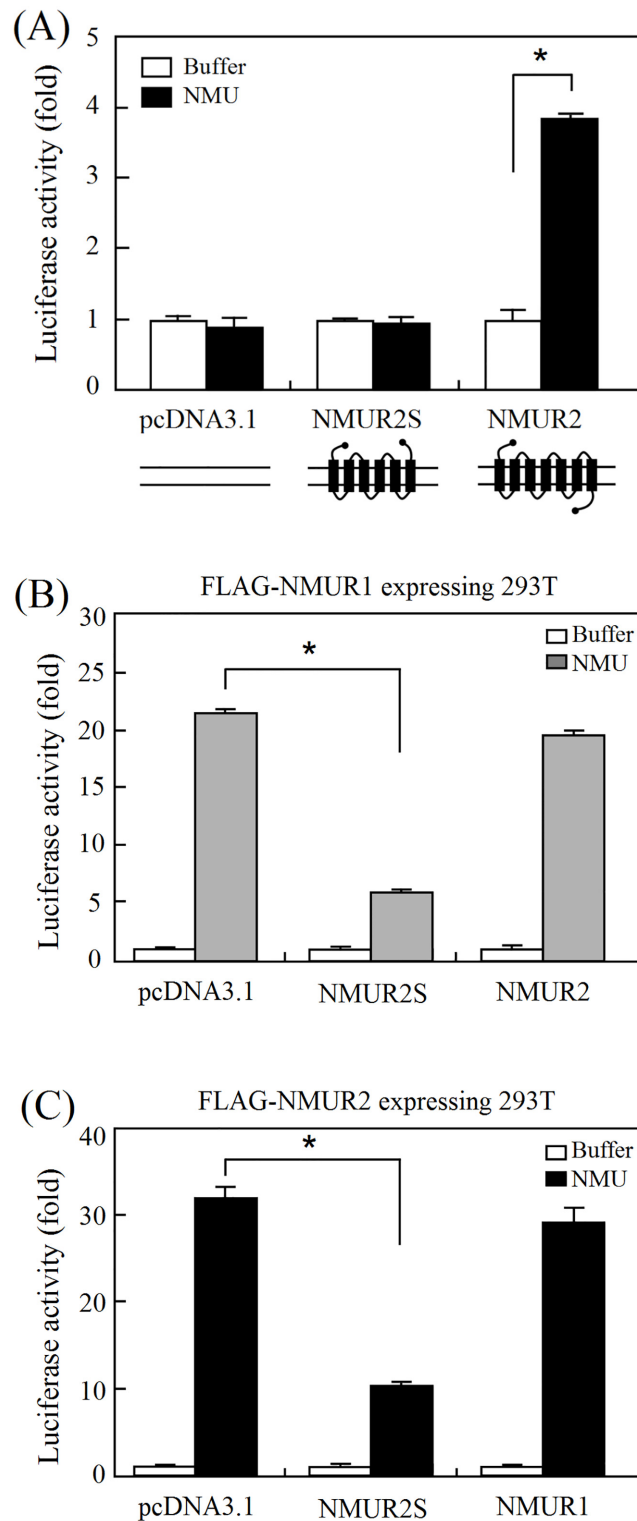 (A)
Luciferase activity (fold)
5
4
3
2
1
0
Buffer
NMU
*
pcDNA3.1 NMUR2S NMUR2
(B)
FLAG-NMUR1 expressing 293T
Luciferase activity (fold)
30
25
20
15
10
5
0
Buffer
NMU
*
pcDNA3.1 NMUR2S NMUR2
(C)
FLAG-NMUR2 expressing 293T
Luciferase activity (fold)
40
30
20
10
0
Buffer
NMU
*
pcDNA3.1 NMUR2S NMUR1